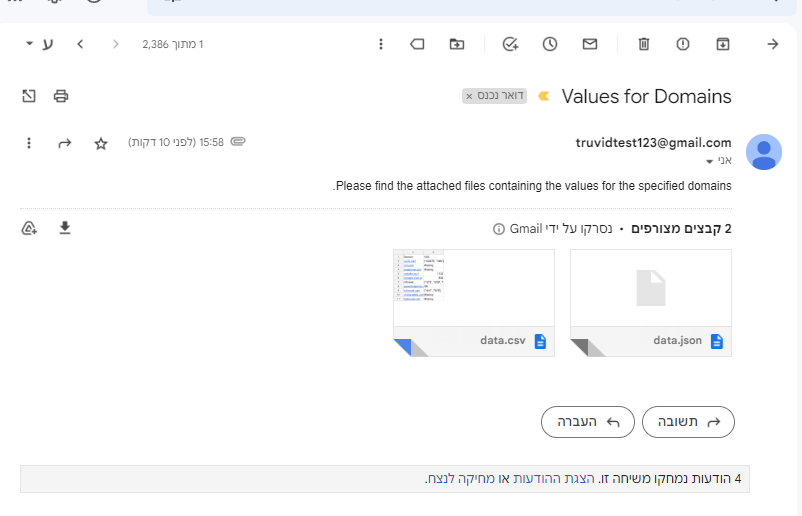 1 מתוך 2,386
ע
Values for Domains
דואר נכנס ×
truvidtest123@gmail.com
15:58 (לפני 10 דקות)
אני
Please find the attached files containing the values for the specified domains.
2 קבצים מצורפים • נסרקו על ידי Gmail
data.json
data.csv
תשובה
העברה
4 הודעות נמחקו משיחה זו. הצגת ההודעות או מחיקה לנצח.